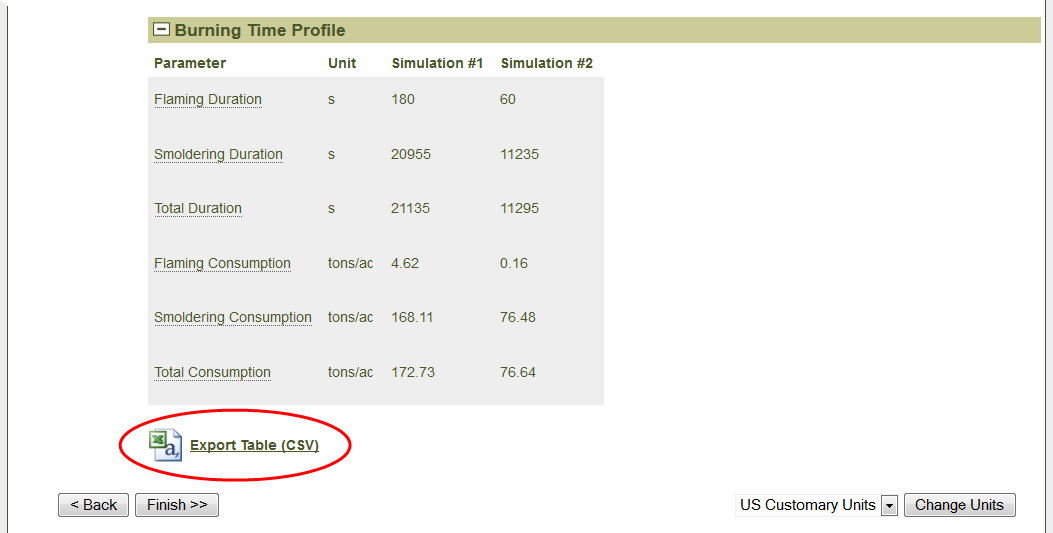 Burning Time Profile
Parameter Unit Simulation #1 Simulation #2
Flaming Duration s 180 60
Smoldering Duration s 20955 11235
Total Duration s 21135 11295
Flaming Consumption tons/ac 4.62 0.16
Smoldering Consumption tons/ac 168.11 76.48
Total Consumption tons/ac 172.73 76.64
a, Export Table (CSV)
< Back Finish >> US Customary Units Change Units